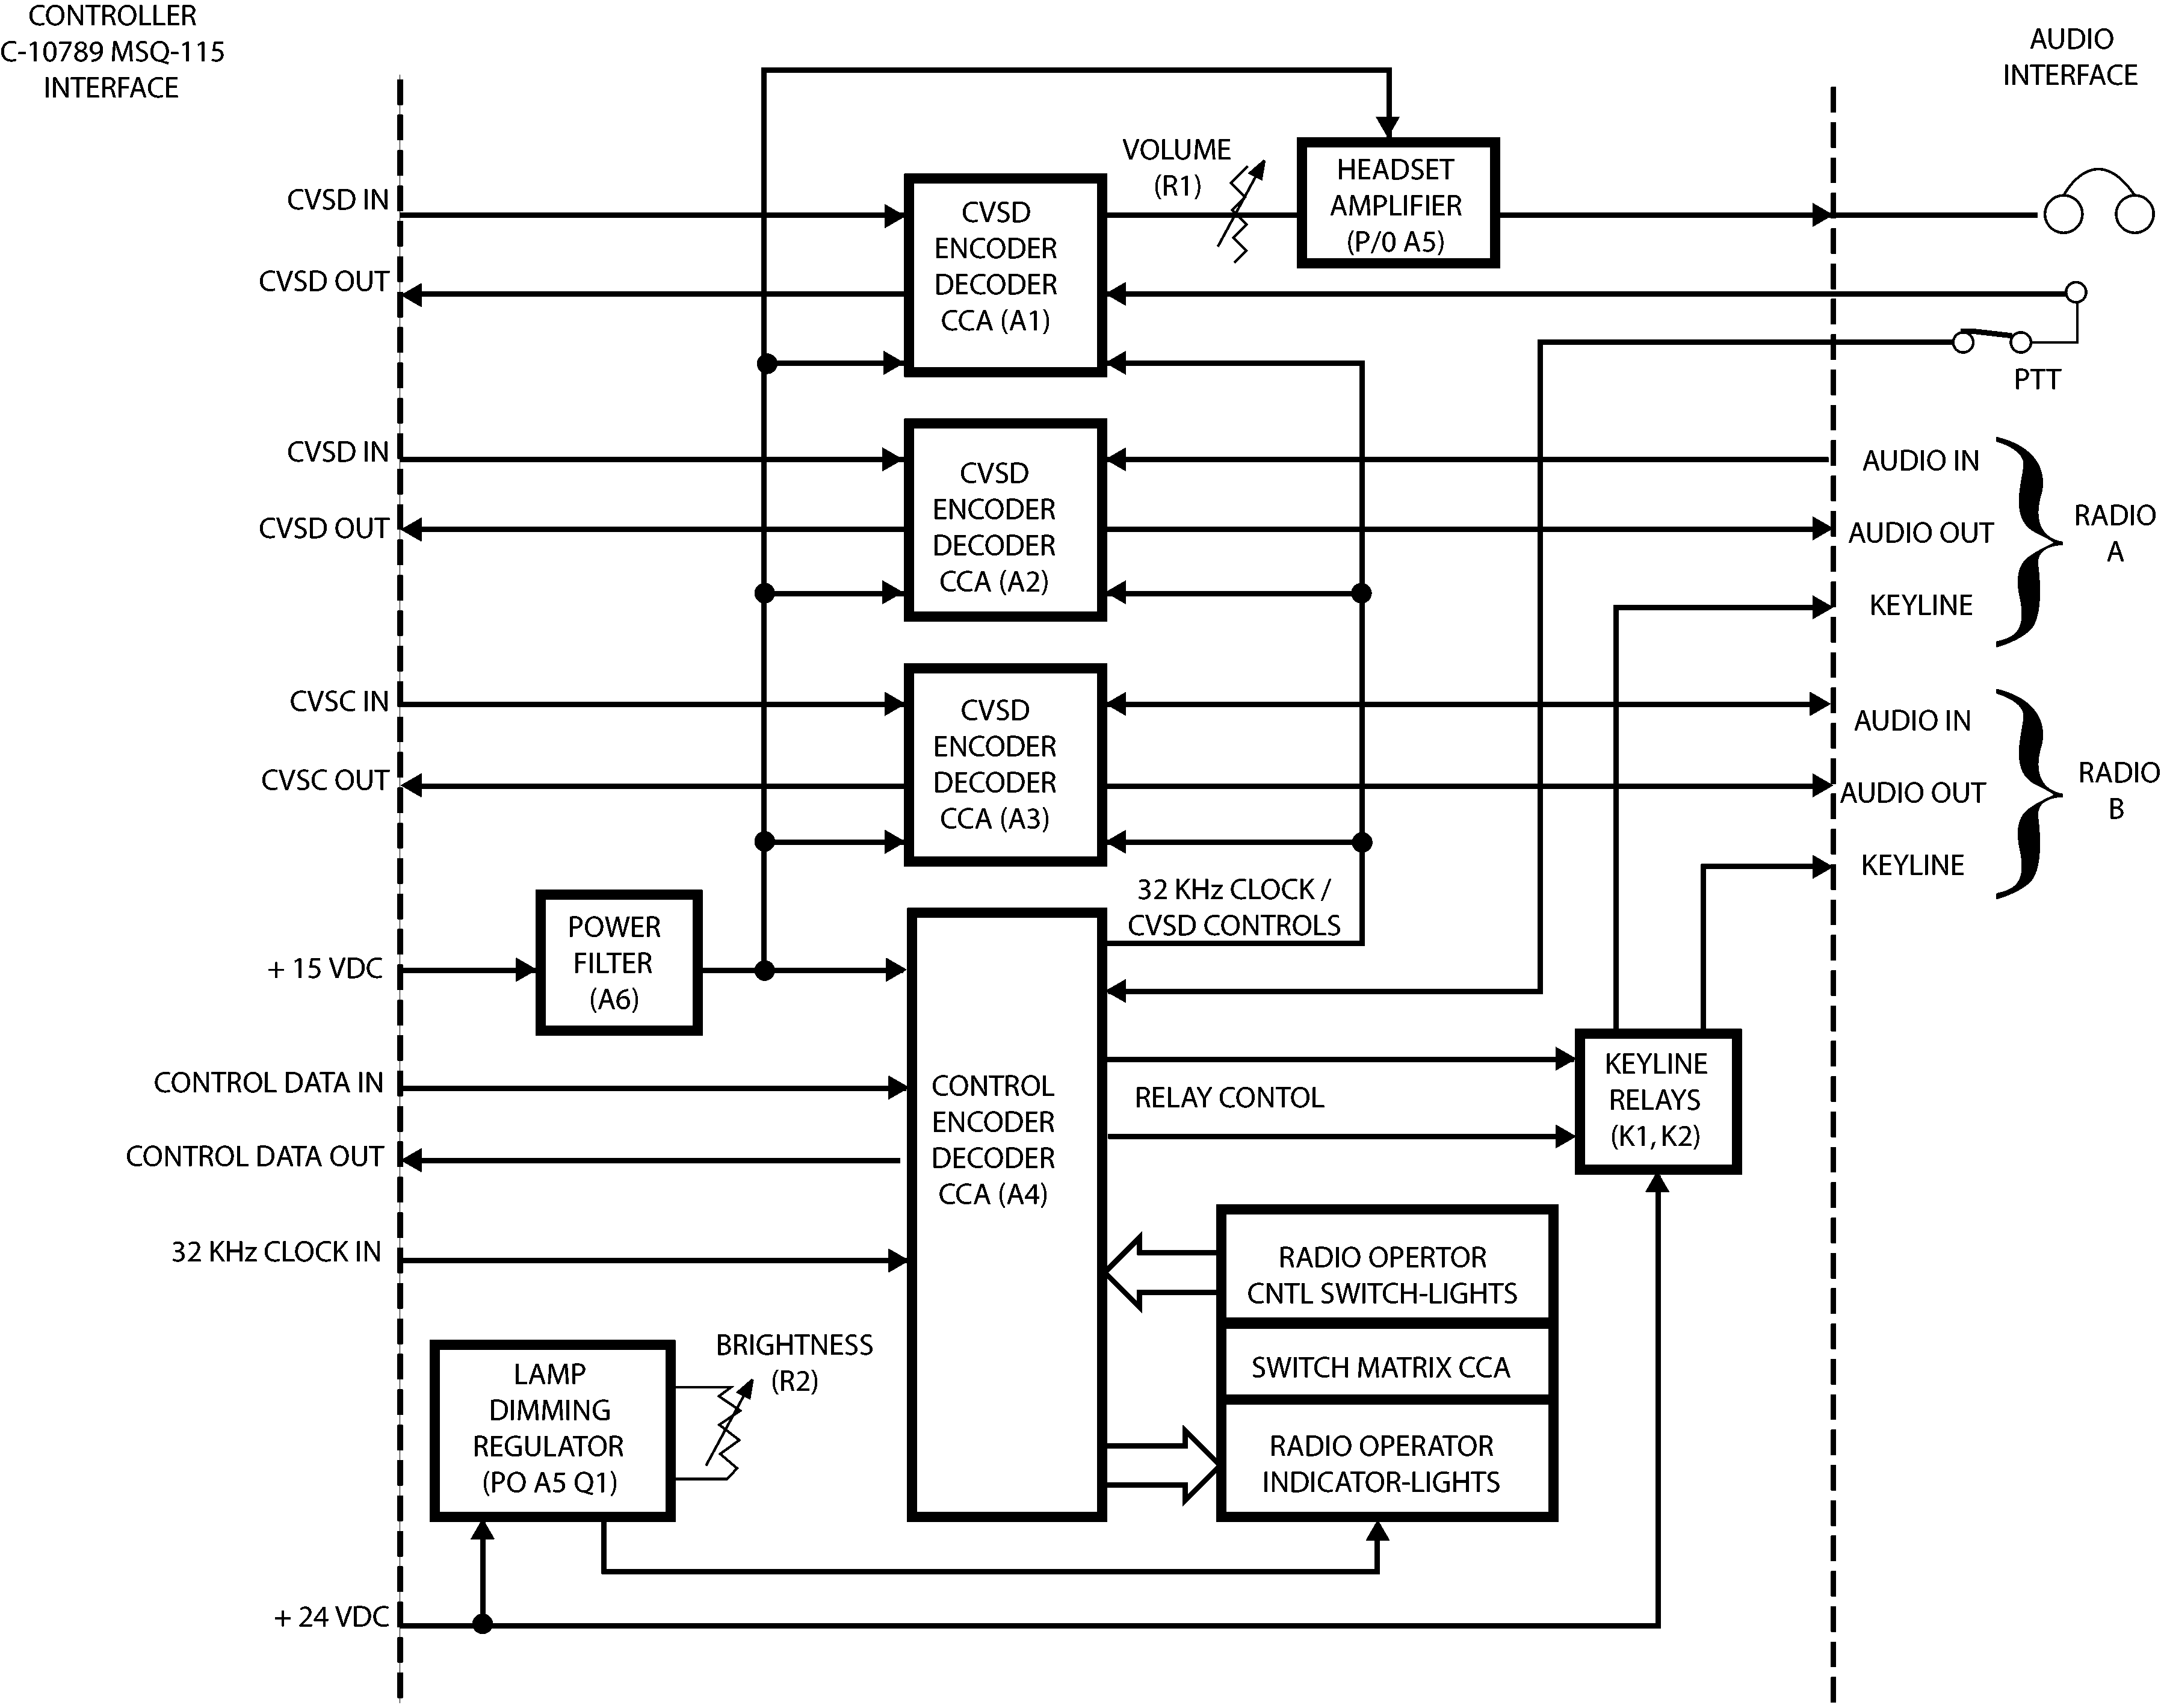 CONTROLLER
C-10789 MSQ-115
INTERFACE
AUDIO
INTERFACE
CVSD IN
CVSD OUT
CVSD
ENCODER
DECODER
CCA (A1)
VOLUME
(R1)
HEADSET
AMPLIFIER
(P/0 A5)
PTT
CVSD IN
CVSD OUT
CVSD
ENCODER
DECODER
CCA (A2)
AUDIO IN
AUDIO OUT
KEYLINE
RADIO
A
CVSC IN
CVSC OUT
CVSD
ENCODER
DECODER
CCA (A3)
AUDIO IN
AUDIO OUT
KEYLINE
RADIO
B
32 KHz CLOCK /
CVSD CONTROLS
+ 15 VDC
POWER
FILTER
(A6)
CONTROL DATA IN
CONTROL DATA OUT
32 KHz CLOCK IN
CONTROL
ENCODER
DECODER
CCA (A4)
RELAY CONTOL
KEYLINE
RELAYS
(K1, K2)
RADIO OPERTOR
CNTL SWITCH-LIGHTS
SWITCH MATRIX CCA
RADIO OPERATOR
INDICATOR-LIGHTS
LAMP
DIMMING
REGULATOR
(PO A5 Q1)
BRIGHTNESS
(R2)
+ 24 VDC